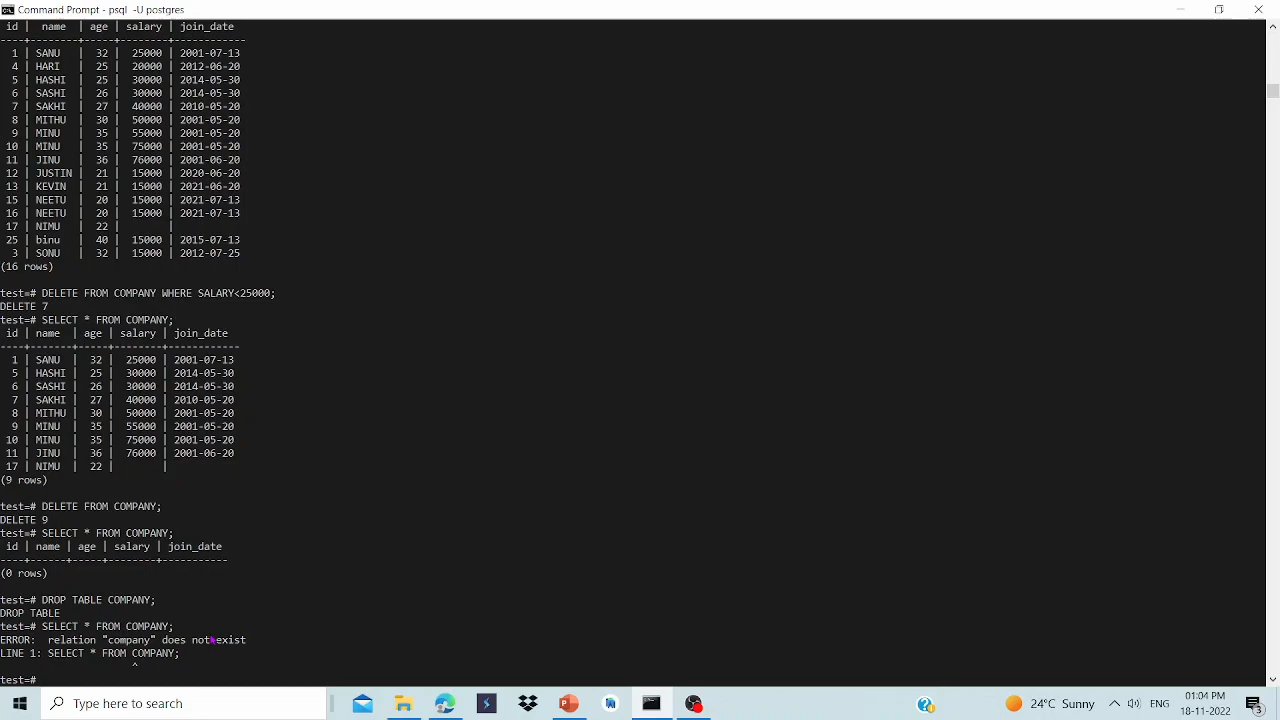 Command Prompt - psql -U postgres
 id | name   | age | salary | join_date
----+--------+-----+--------+------------
  1 | SANU   |  32 |  25000 | 2001-07-13
  4 | HARI   |  25 |  20000 | 2012-06-20
  5 | HASHI  |  25 |  30000 | 2014-05-30
  6 | SASHI  |  26 |  30000 | 2014-05-30
  7 | SAKHI  |  27 |  40000 | 2010-05-20
  8 | MITHU  |  30 |  50000 | 2001-05-20
  9 | MINU   |  35 |  55000 | 2001-05-20
 10 | MINU   |  35 |  75000 | 2001-05-20
 11 | JINU   |  36 |  76000 | 2001-06-20
 12 | JUSTIN |  21 |  15000 | 2020-06-20
 13 | KEVIN  |  21 |  15000 | 2021-06-20
 15 | NEETU  |  20 |  15000 | 2021-07-13
 16 | NEETU  |  20 |  15000 | 2021-07-13
 17 | NIMU   |  22 |        |
 25 | binu   |  40 |  15000 | 2015-07-13
  3 | SONU   |  32 |  15000 | 2012-07-25
(16 rows)
test=# DELETE FROM COMPANY WHERE SALARY<25000;
DELETE 7
test=# SELECT * FROM COMPANY;
 id | name  | age | salary | join_date
----+-------+-----+--------+------------
  1 | SANU  |  32 |  25000 | 2001-07-13
  5 | HASHI |  25 |  30000 | 2014-05-30
  6 | SASHI |  26 |  30000 | 2014-05-30
  7 | SAKHI |  27 |  40000 | 2010-05-20
  8 | MITHU |  30 |  50000 | 2001-05-20
  9 | MINU  |  35 |  55000 | 2001-05-20
 10 | MINU  |  35 |  75000 | 2001-05-20
 11 | JINU  |  36 |  76000 | 2001-06-20
 17 | NIMU  |  22 |        |
(9 rows)
test=# DELETE FROM COMPANY;
DELETE 9
test=# SELECT * FROM COMPANY;
 id | name | age | salary | join_date
----+------+-----+--------+-----------
(0 rows)
test=# DROP TABLE COMPANY;
DROP TABLE
test=# SELECT * FROM COMPANY;
ERROR:  relation "company" does not exist
LINE 1: SELECT * FROM COMPANY;
                      ^
test=#
Type here to search
24°C Sunny
01:04 PM
18-11-2022
3